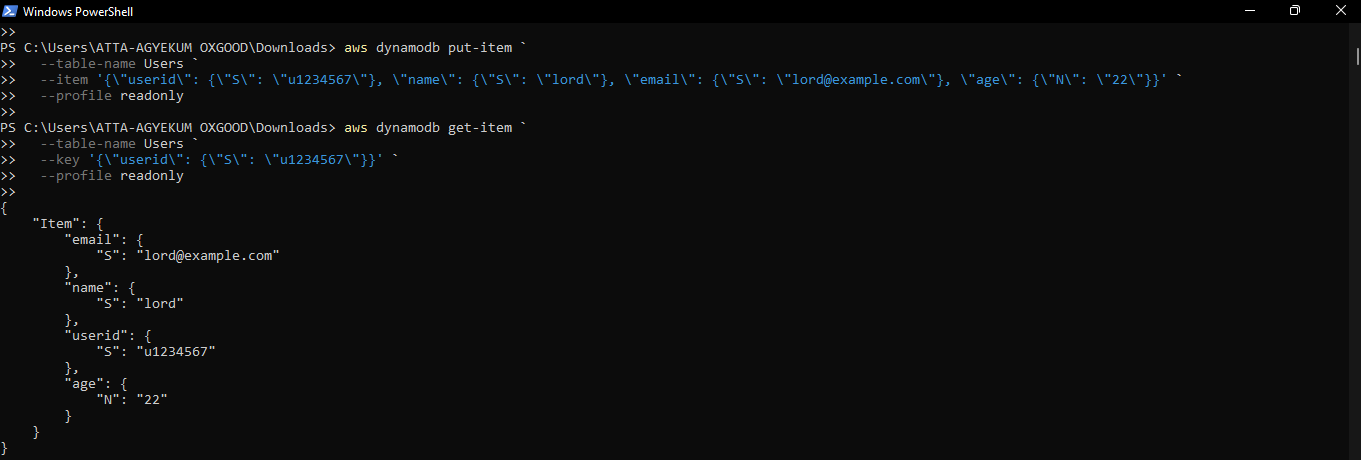 Windows PowerShell
>>
PS C:\Users\ATTA-AGYEKUM OXGOOD\Downloads> aws dynamodb put-item `
>>   --table-name Users `
>>   --item '{\"userid\": {\"S\": \"u1234567\"}, \"name\": {\"S\": \"lord\"}, \"email\": {\"S\": \"lord@example.com\"}, \"age\": {\"N\": \"22\"}}' `
>>   --profile readonly
>>
PS C:\Users\ATTA-AGYEKUM OXGOOD\Downloads> aws dynamodb get-item `
>>   --table-name Users `
>>   --key '{\"userid\": {\"S\": \"u1234567\"}}' `
>>   --profile readonly
>>
{
    "Item": {
        "email": {
            "S": "lord@example.com"
        },
        "name": {
            "S": "lord"
        },
        "userid": {
            "S": "u1234567"
        },
        "age": {
            "N": "22"
        }
    }
}